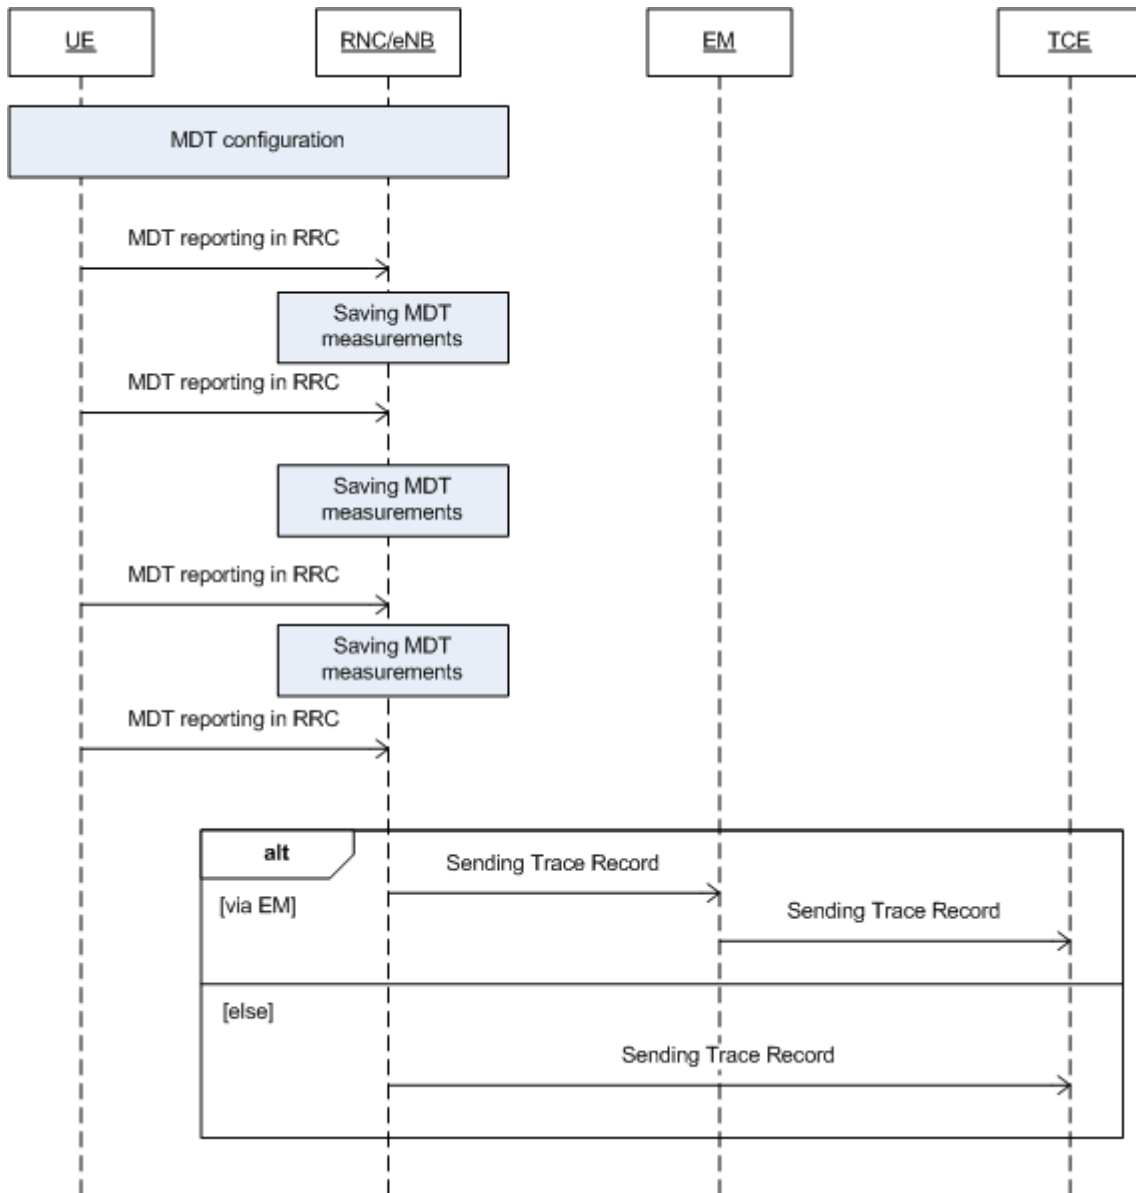 UE
RNC/eNB
EM
TCE
MDT configuration
MDT reporting in RRC
Saving MDT
measurements
MDT reporting in RRC
Saving MDT
measurements
MDT reporting in RRC
Saving MDT
measurements
MDT reporting in RRC
alt
Sending Trace Record
[via EM]
Sending Trace Record
[else]
Sending Trace Record